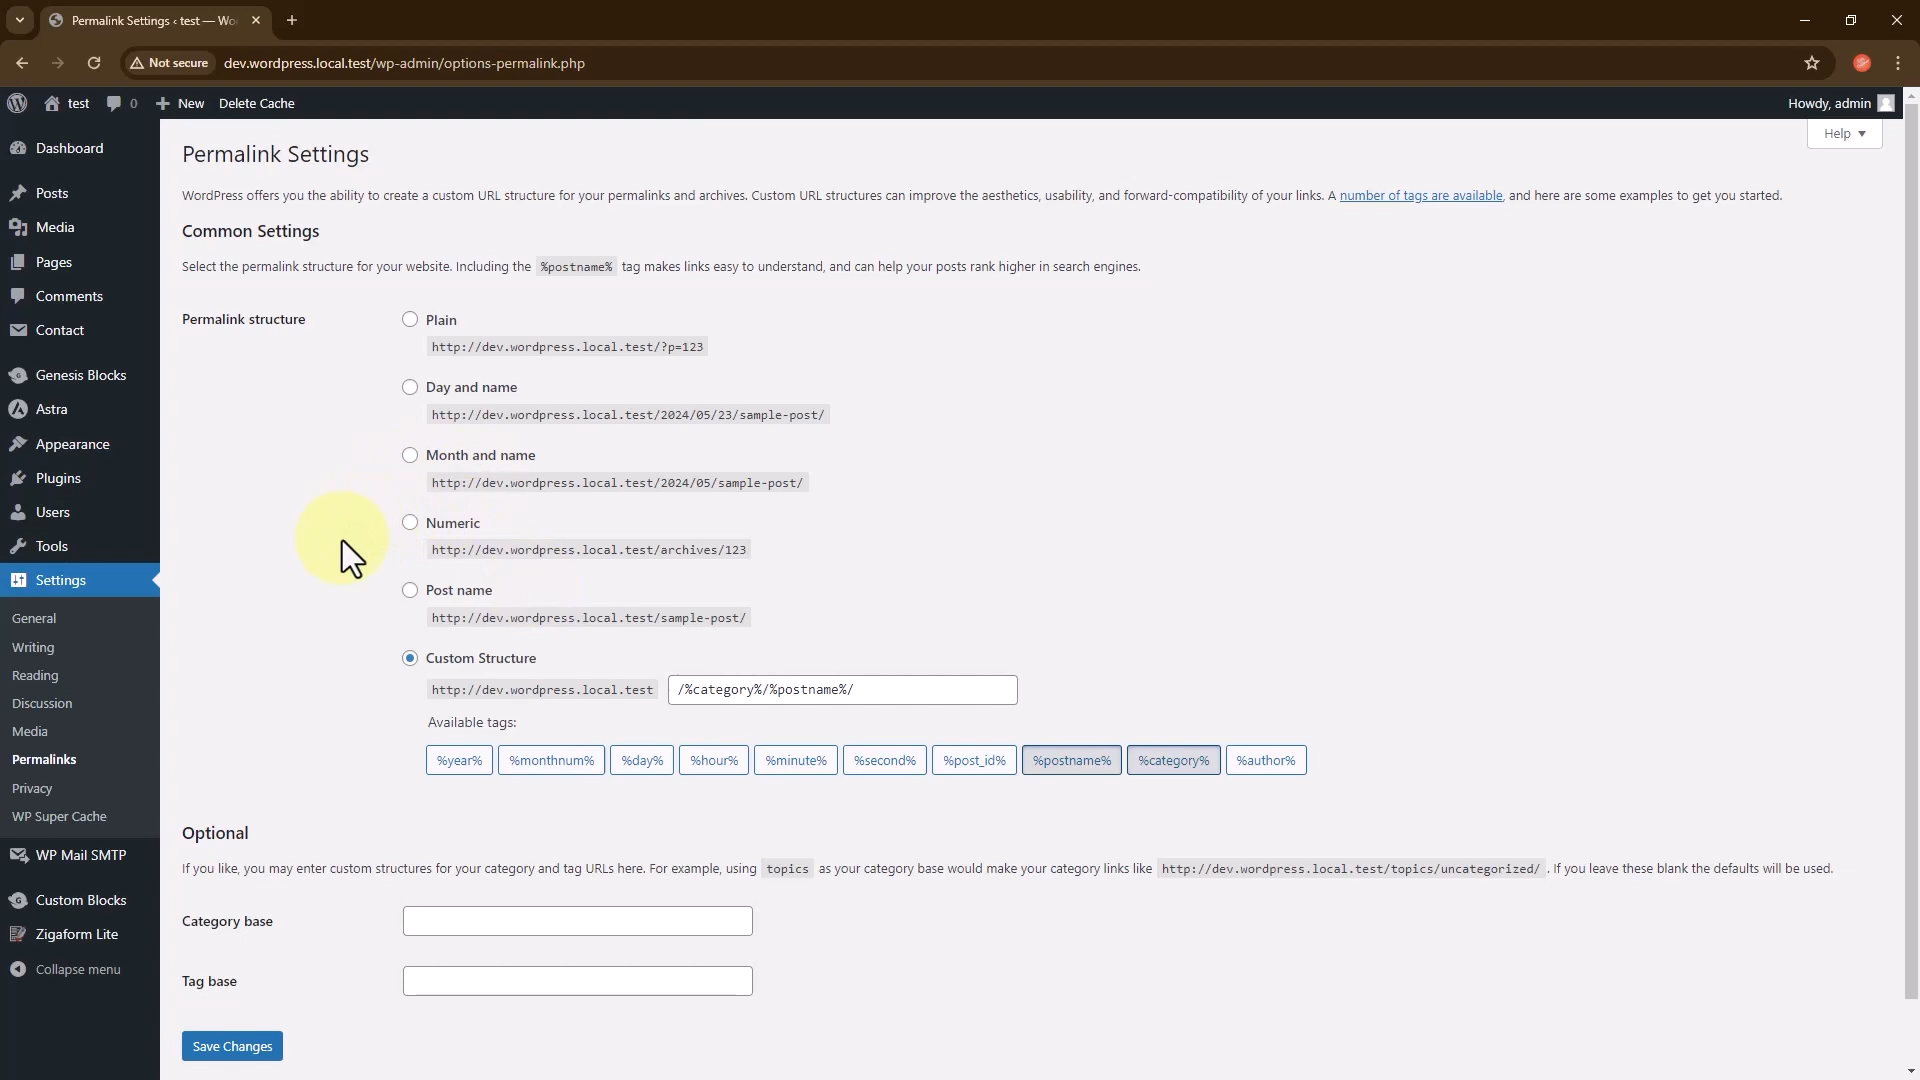 Permalink Settings ‹ test — Wo
Not secure
dev.wordpress.local.test/wp-admin/options-permalink.php
test
0
New
Delete Cache
Howdy, admin
Help
Dashboard
Posts
Media
Pages
Comments
Contact
Genesis Blocks
Astra
Appearance
Plugins
Users
Tools
Settings
General
Writing
Reading
Discussion
Media
Permalinks
Privacy
WP Super Cache
WP Mail SMTP
Custom Blocks
Zigaform Lite
Collapse menu
Permalink Settings
WordPress offers you the ability to create a custom URL structure for your permalinks and archives. Custom URL structures can improve the aesthetics, usability, and forward-compatibility of your links. A number of tags are available, and here are some examples to get you started.
Common Settings
Select the permalink structure for your website. Including the %postname% tag makes links easy to understand, and can help your posts rank higher in search engines.
Permalink structure
Plain
http://dev.wordpress.local.test/?p=123
Day and name
http://dev.wordpress.local.test/2024/05/23/sample-post/
Month and name
http://dev.wordpress.local.test/2024/05/sample-post/
Numeric
http://dev.wordpress.local.test/archives/123
Post name
http://dev.wordpress.local.test/sample-post/
Custom Structure
http://dev.wordpress.local.test /%category%/%postname%/
Available tags:
%year% %monthnum% %day% %hour% %minute% %second% %post_id% %postname% %category% %author%
Optional
If you like, you may enter custom structures for your category and tag URLs here. For example, using topics as your category base would make your category links like http://dev.wordpress.local.test/topics/uncategorized/ . If you leave these blank the defaults will be used.
Category base
Tag base
Save Changes